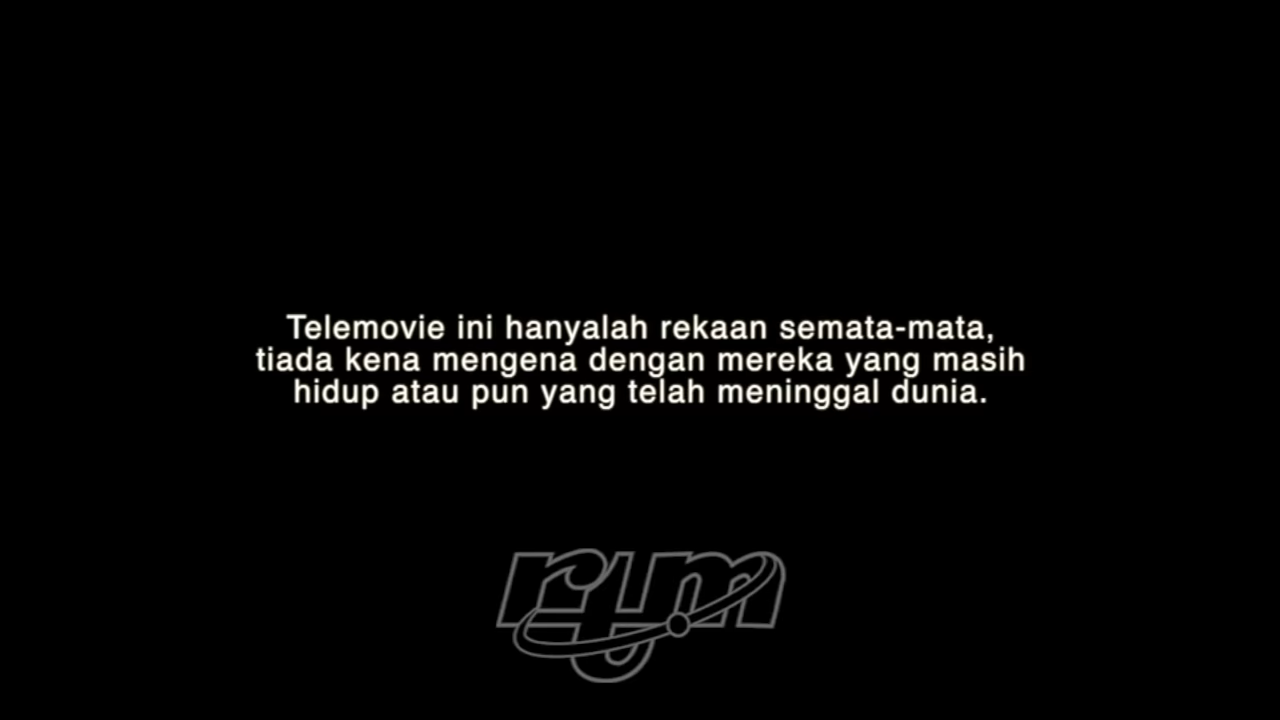 Telemovie ini hanyalah rekaan semata-mata,
tiada kena mengena dengan mereka yang masih
hidup atau pun yang telah meninggal dunia.
rym